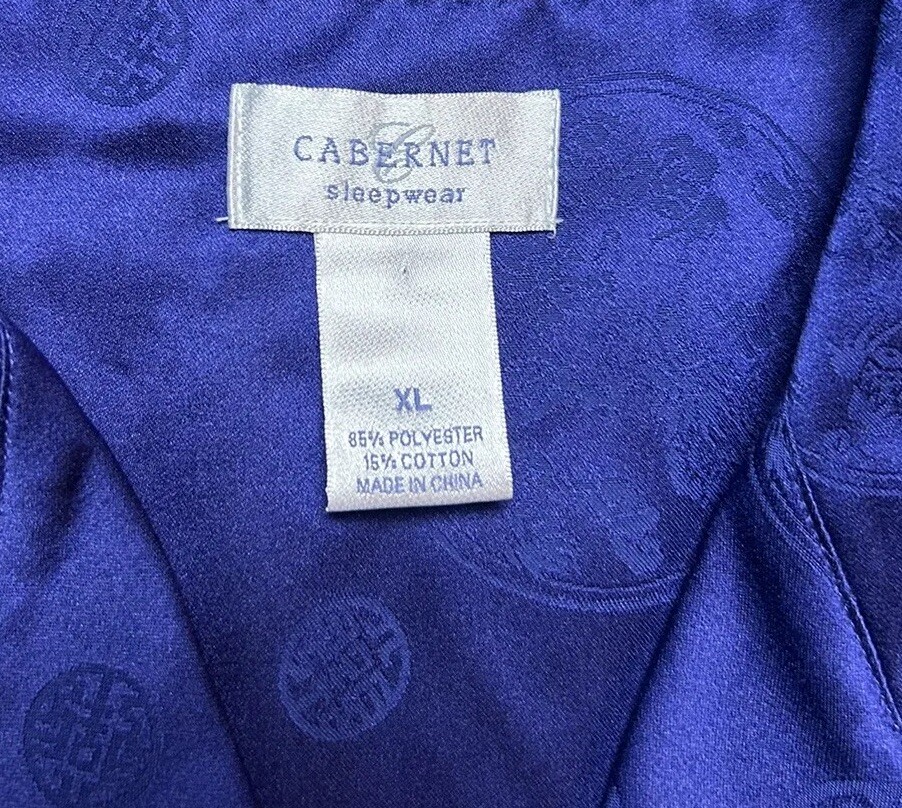 CABERNET
sleepwear
XL
85% POLYESTER
15% COTTON
MADE IN CHINA